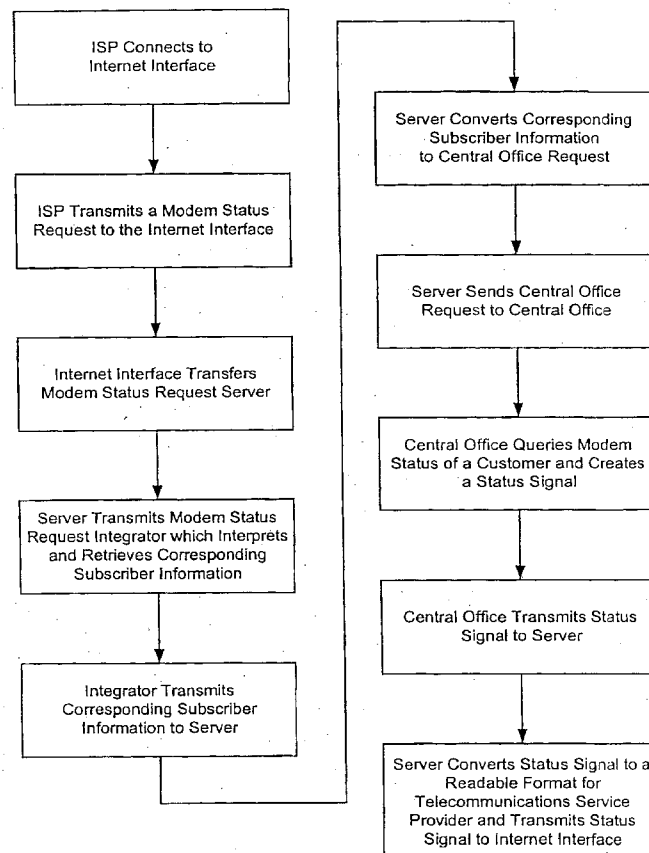 ISP Connects to
Internet Interface
ISP Transmits a Modem Status
Request to the Internet Interface
Internet Interface Transfers
Modem Status Request Server
Server Transmits Modem Status
Request Integrator which Interprets
and Retrieves Corresponding
Subscriber Information
Integrator Transmits
Corresponding Subscriber
Information to Server
Server Converts Corresponding
Subscriber Information
to Central Office Request
Server Sends Central Office
Request to Central Office
Central Office Queries Modem
Status of a Customer and Creates
a Status Signal
Central Office Transmits Status
Signal to Server
Server Converts Status Signal to a
Readable Format for
Telecommunications Service
Provider and Transmits Status
Signal to Internet Interface